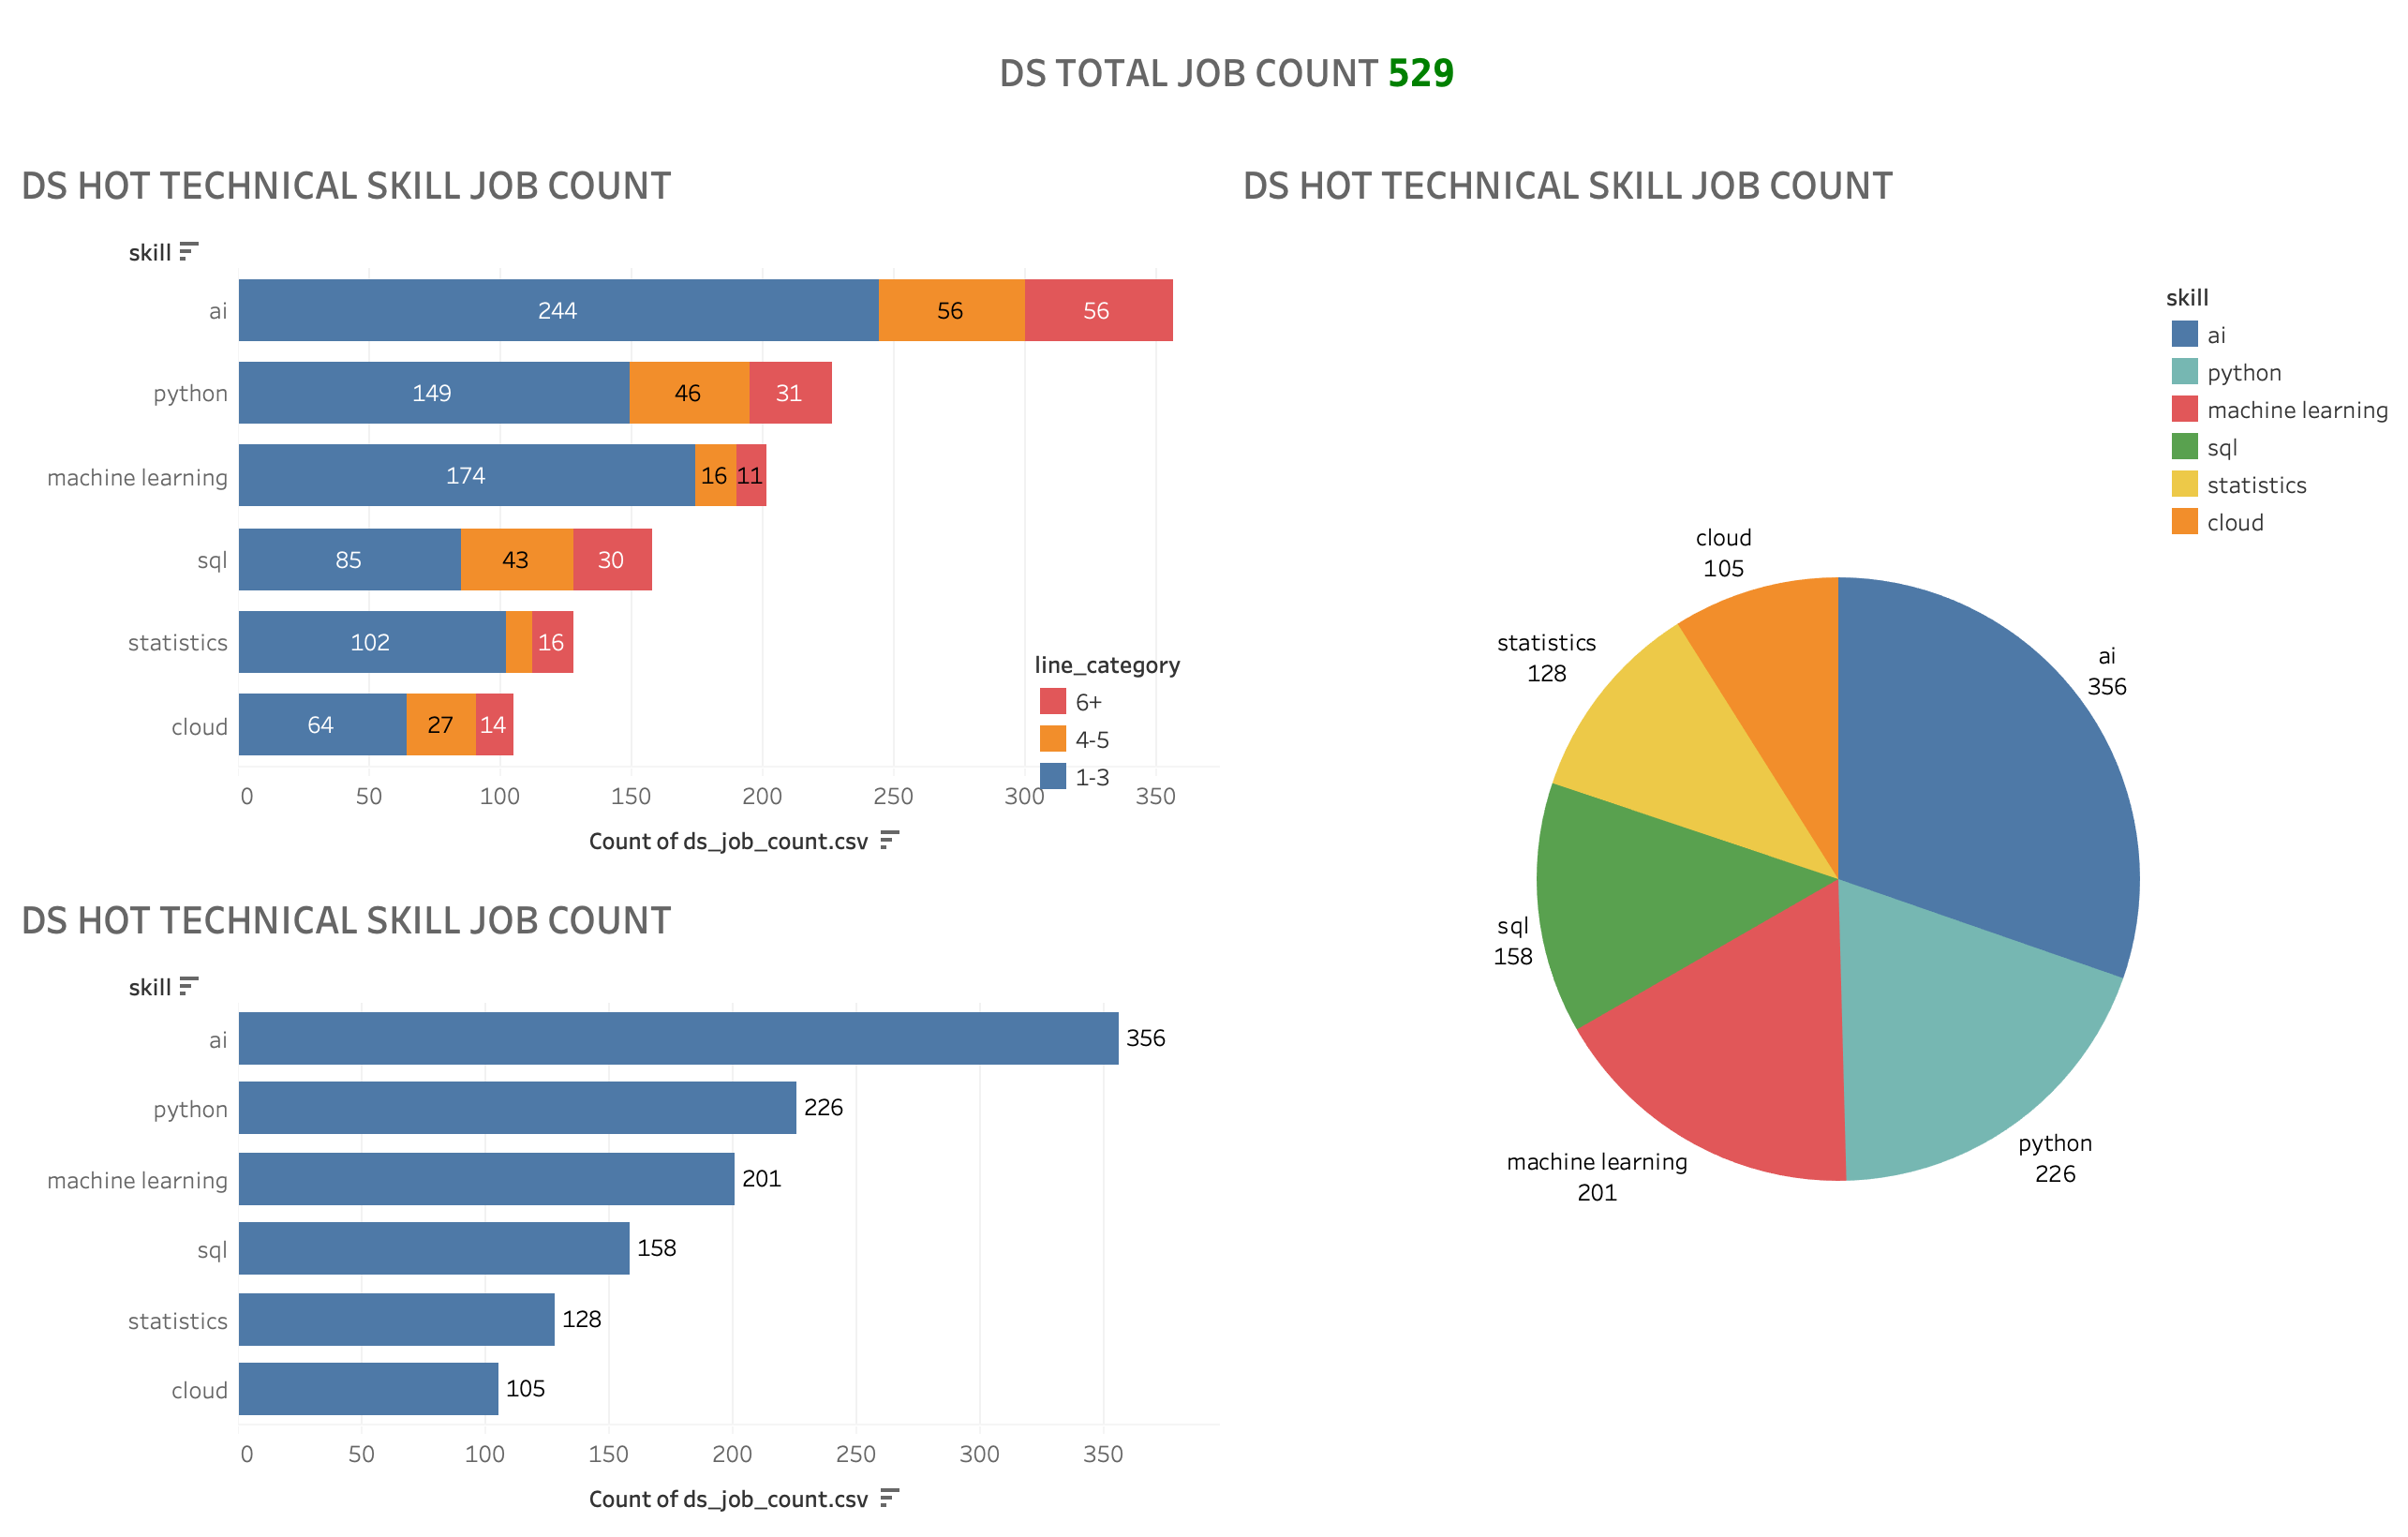 DS TOTAL JOB COUNT 529
DS HOT TECHNICAL SKILL JOB COUNT
skill
ai 244 56 56
python 149 46 31
machine learning 174 16 11
sql 85 43 30
statistics 102 16
cloud 64 27 14
line_category
6+
4-5
1-3
0 50 100 150 200 250 300 350
Count of ds_job_count.csv
DS HOT TECHNICAL SKILL JOB COUNT
skill
ai 356
python 226
machine learning 201
sql 158
statistics 128
cloud 105
0 50 100 150 200 250 300 350
Count of ds_job_count.csv
DS HOT TECHNICAL SKILL JOB COUNT
skill
ai
python
machine learning
sql
statistics
cloud
cloud
105
statistics
128
ai
356
sql
158
python
226
machine learning
201